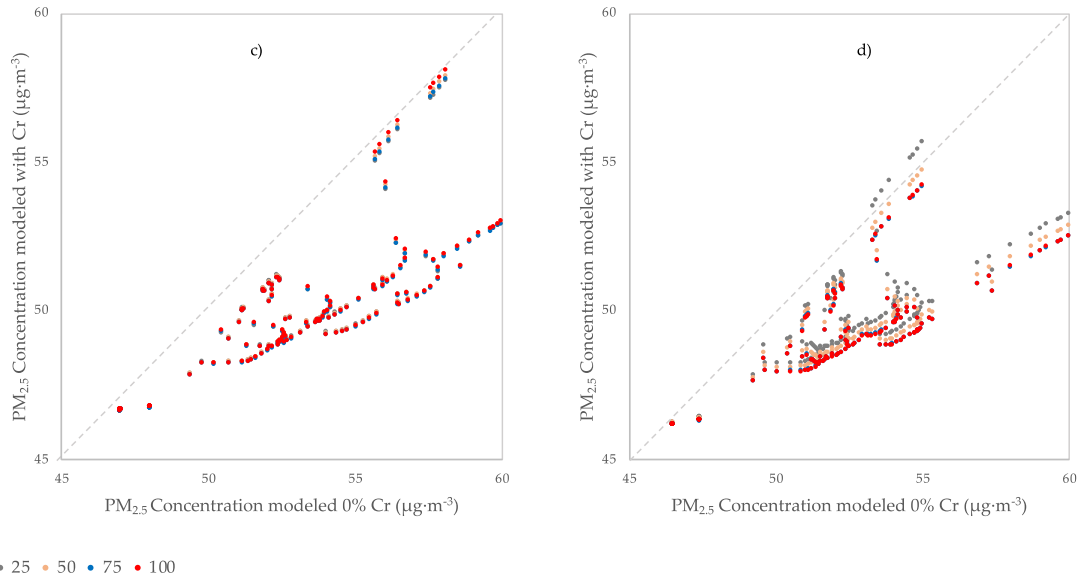 60
c)
55
50
45
PM2.5 Concentration modeled with Cr (µg·m-3)
45 50 55 60
PM2.5 Concentration modeled 0% Cr (µg·m-3)
60
d)
55
50
45
PM2.5 Concentration modeled with Cr (µg·m-3)
45 50 55 60
PM2.5 Concentration modeled 0% Cr (µg·m-3)
25 50 75 100